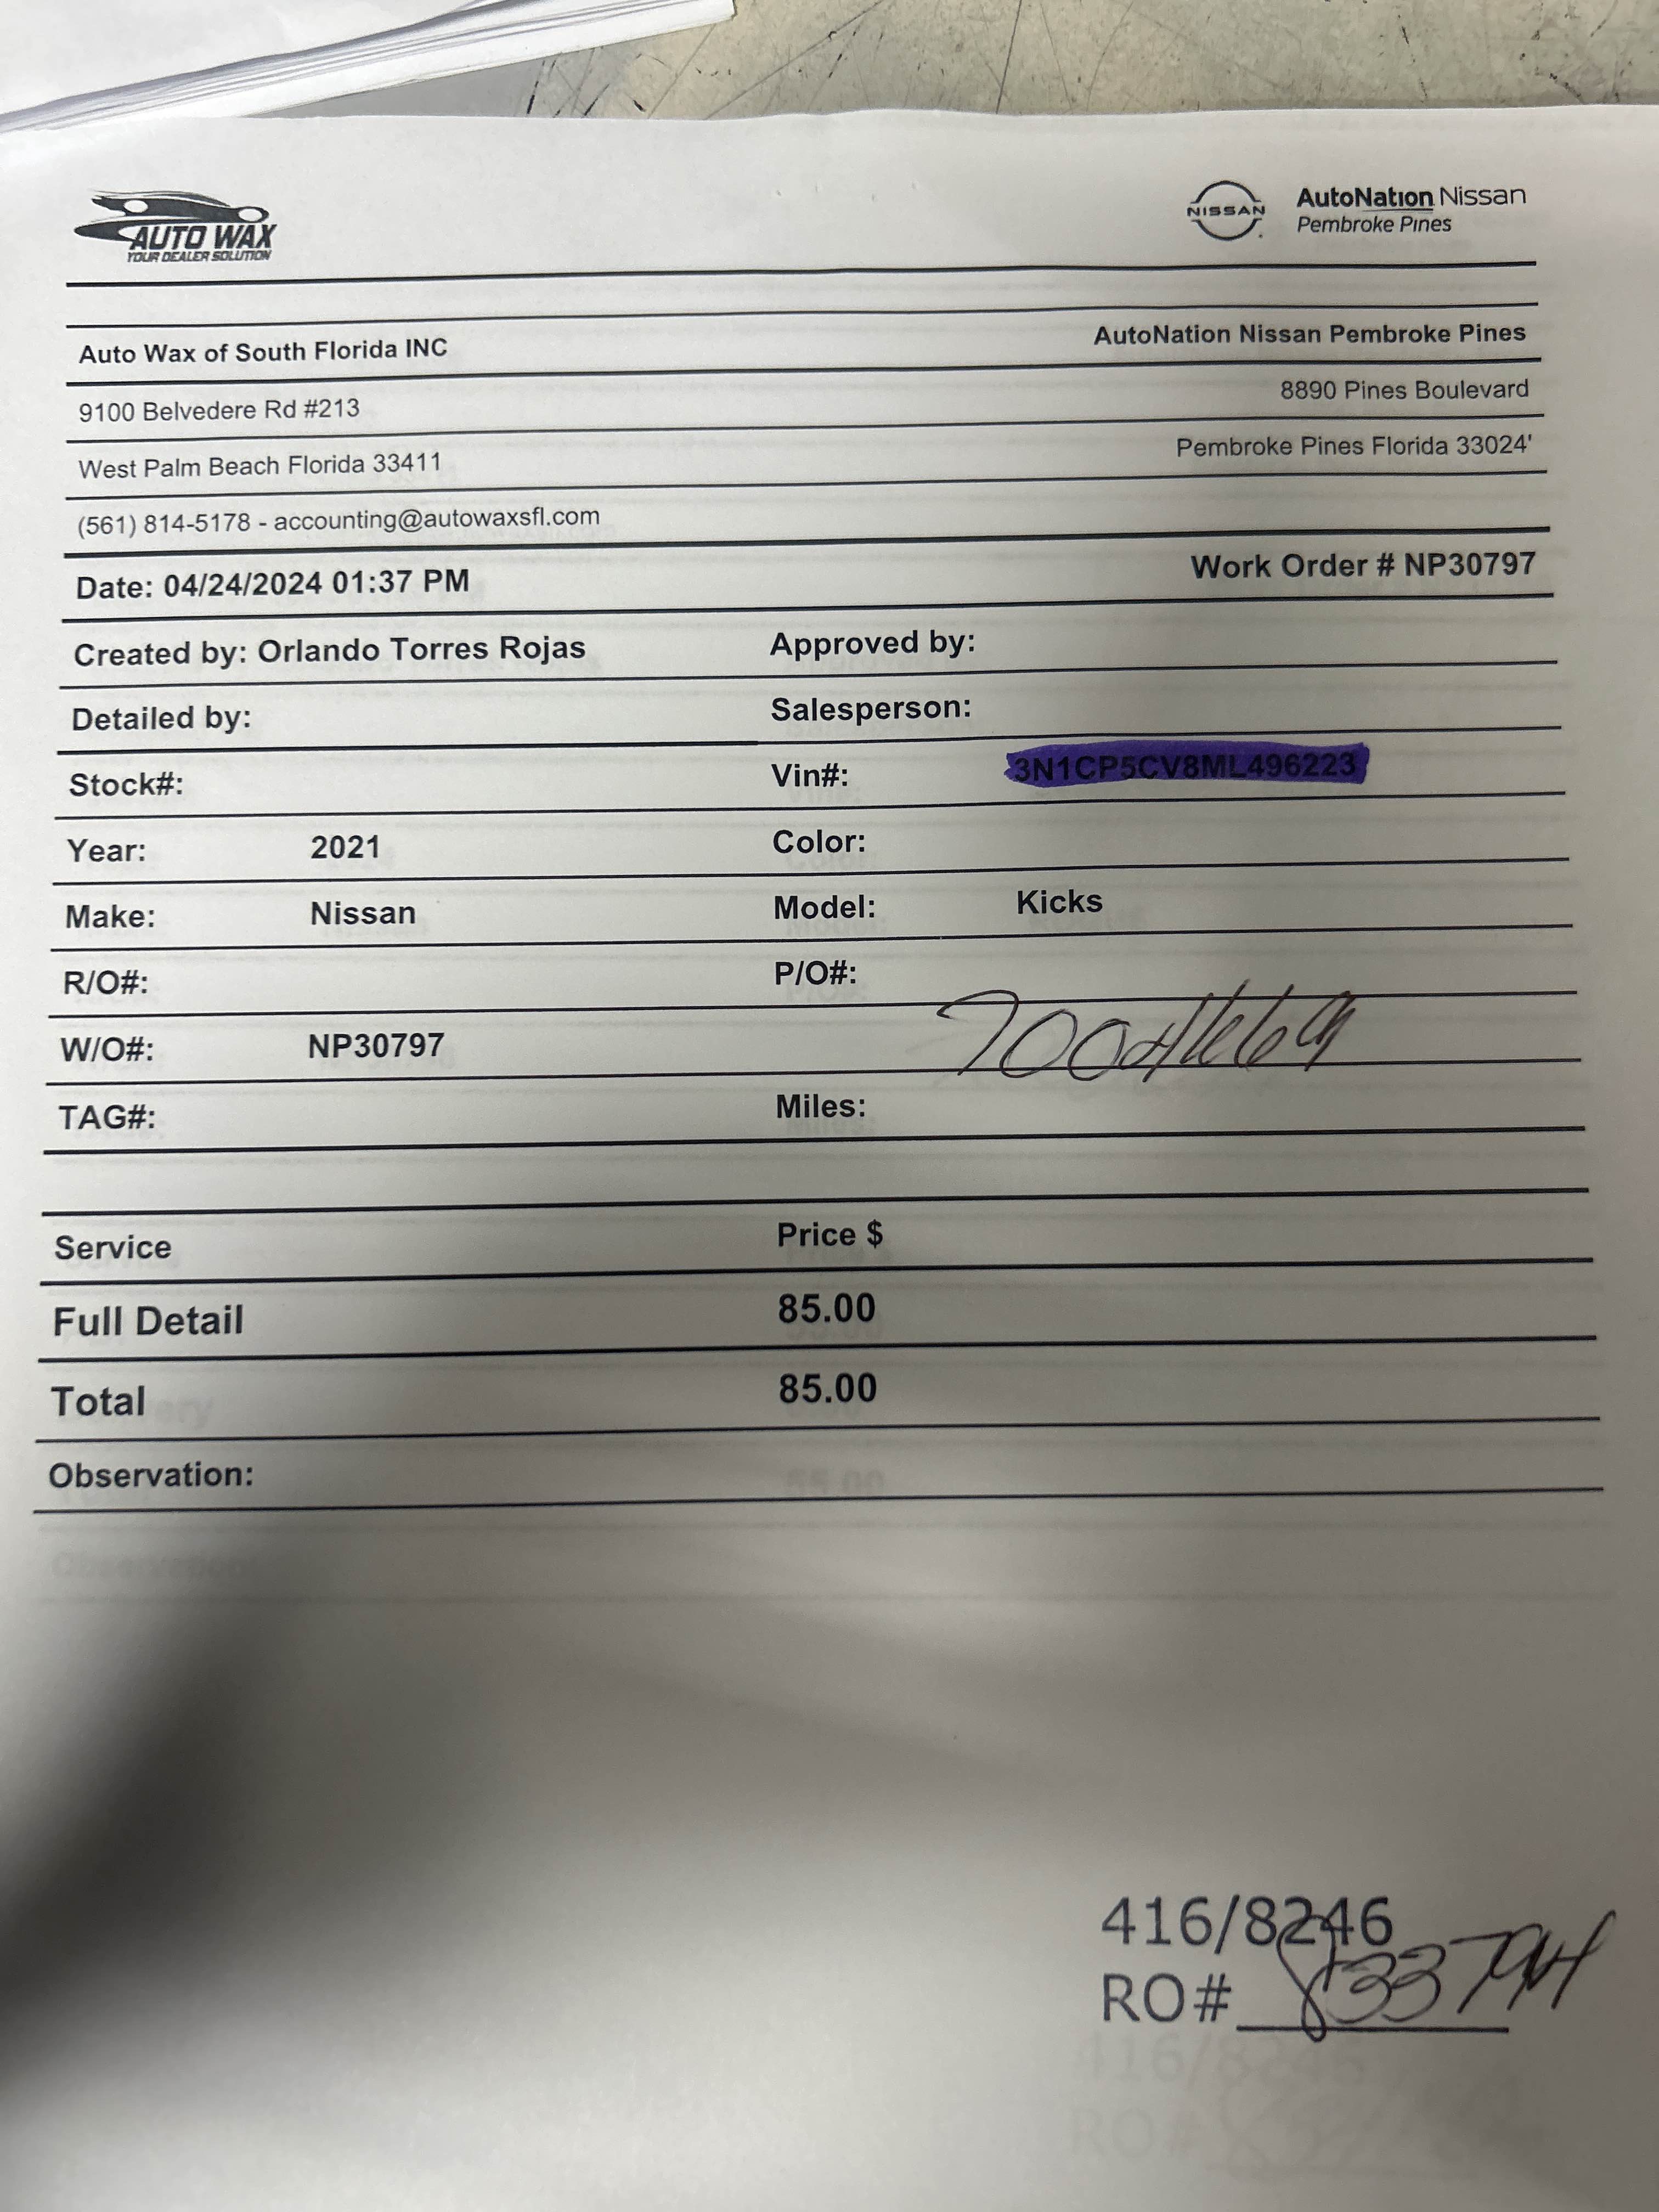 AUTO WAX
YOUR DEALER SOLUTION
NISSAN
AutoNation Nissan
Pembroke Pines
Auto Wax of South Florida INC
AutoNation Nissan Pembroke Pines
9100 Belvedere Rd #213
8890 Pines Boulevard
West Palm Beach Florida 33411
Pembroke Pines Florida 33024'
(561) 814-5178 - accounting@autowaxsfl.com
Date: 04/24/2024 01:37 PM
Work Order # NP30797
Created by: Orlando Torres Rojas
Approved by:
Detailed by:
Salesperson:
Stock#:
Vin#: 3N1CP5CV8ML496223
Year: 2021
Color:
Make: Nissan
Model: Kicks
R/O#:
P/O#:
W/O#: NP30797
TAG#:
Miles:
Service Price $
Full Detail 85.00
Total 85.00
Observation:
416/8246
RO# 833794